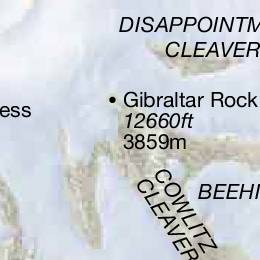 DISAPPOINTM
CLEAVER
Gibraltar Rock
12660ft
3859m
ess
COWLITZ
CLEAVER
BEEHI